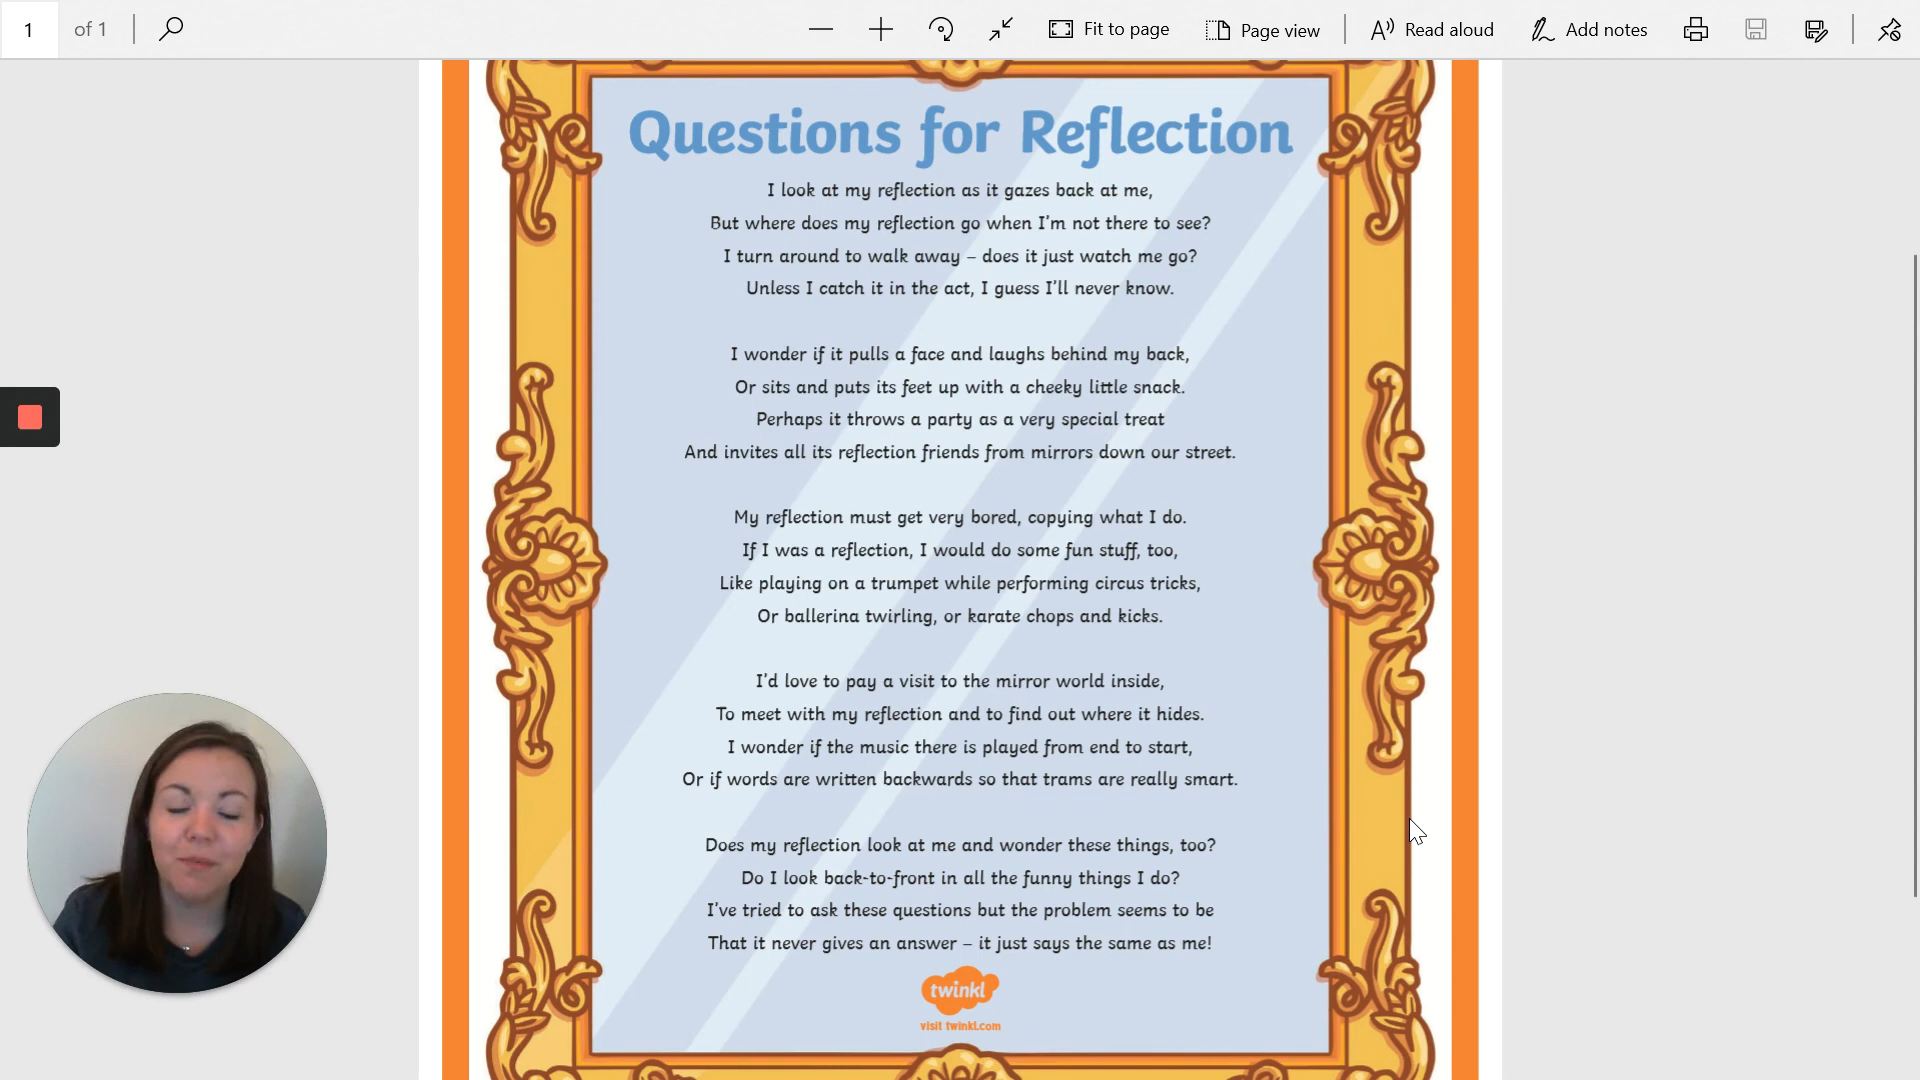 1 of 1 Fit to page Page view Read aloud Add notes
Questions for Reflection
I look at my reflection as it gazes back at me,
But where does my reflection go when I'm not there to see?
I turn around to walk away – does it just watch me go?
Unless I catch it in the act, I guess I'll never know.
I wonder if it pulls a face and laughs behind my back,
Or sits and puts its feet up with a cheeky little snack.
Perhaps it throws a party as a very special treat
And invites all its reflection friends from mirrors down our street.
My reflection must get very bored, copying what I do.
If I was a reflection, I would do some fun stuff, too,
Like playing on a trumpet while performing circus tricks,
Or ballerina twirling, or karate chops and kicks.
I'd love to pay a visit to the mirror world inside,
To meet with my reflection and to find out where it hides.
I wonder if the music there is played from end to start,
Or if words are written backwards so that trams are really smart.
Does my reflection look at me and wonder these things, too?
Do I look back-to-front in all the funny things I do?
I've tried to ask these questions but the problem seems to be
That it never gives an answer – it just says the same as me!
twinkl
visit twinkl.com